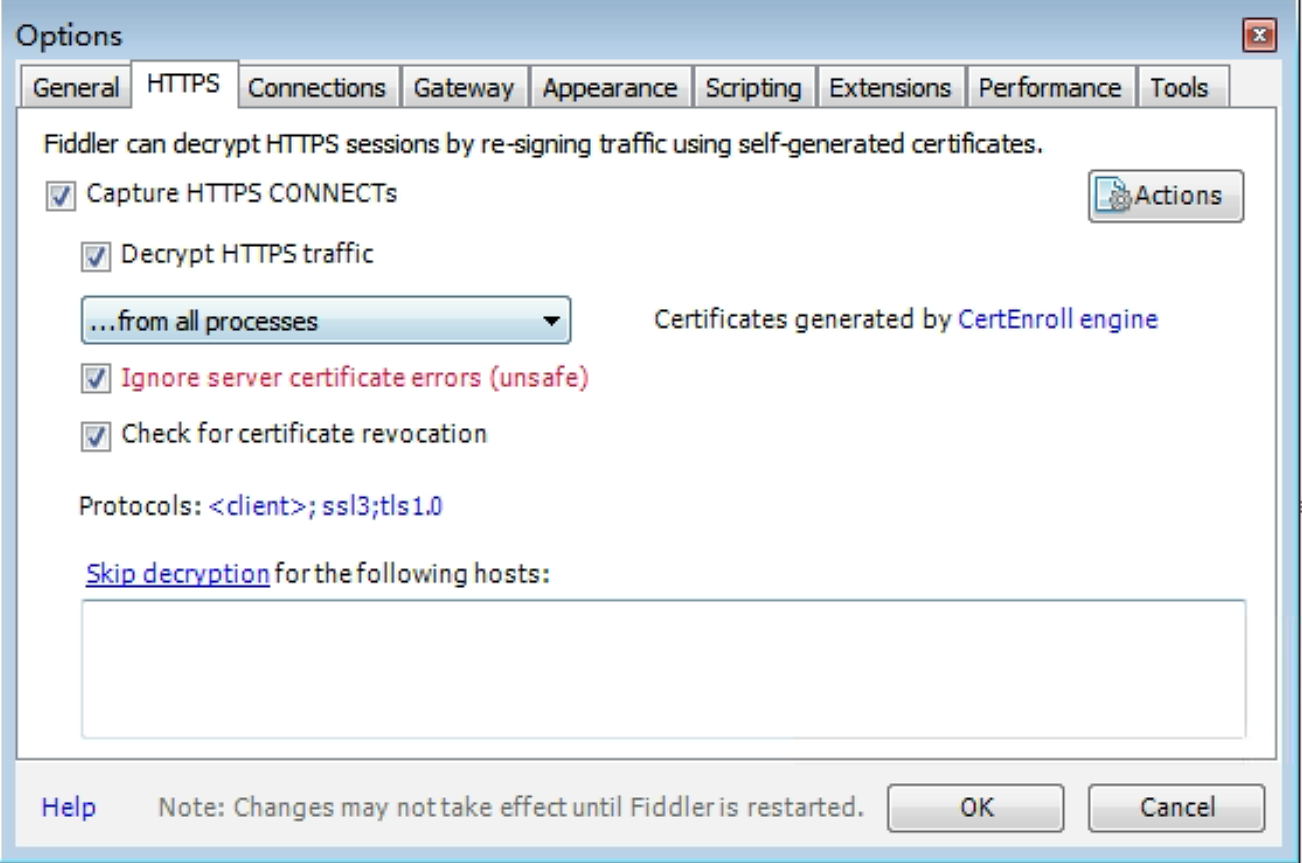 Options
General HTTPS Connections Gateway Appearance Scripting Extensions Performance Tools
Fiddler can decrypt HTTPS sessions by re-signing traffic using self-generated certificates.
Capture HTTPS CONNECTs
Actions
Decrypt HTTPS traffic
...from all processes
Certificates generated by CertEnroll engine
Ignore server certificate errors (unsafe)
Check for certificate revocation
Protocols: <client>; ssl3;tls1.0
Skip decryption for the following hosts:
Help Note: Changes may not take effect until Fiddler is restarted. OK Cancel